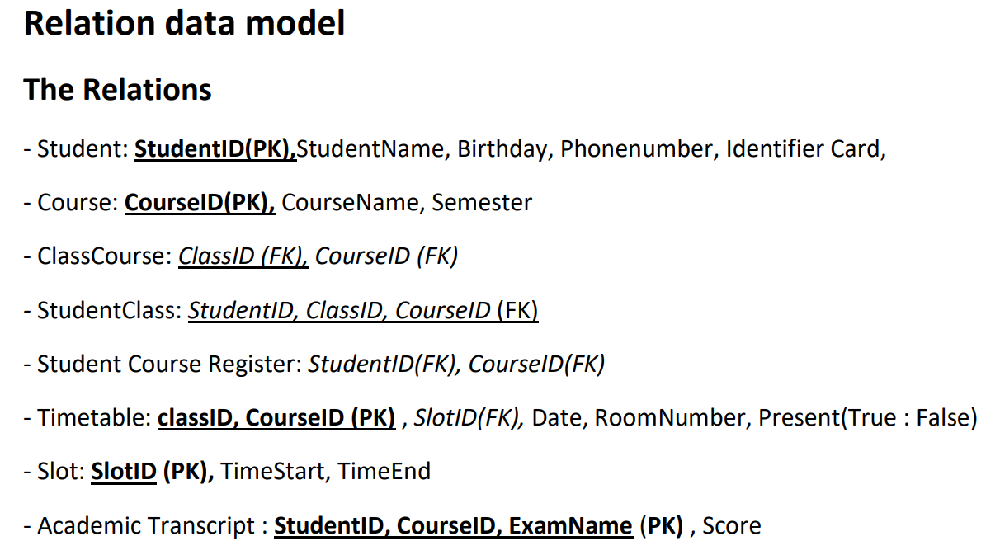 Relation data model
The Relations
- Student: StudentID(PK),StudentName, Birthday, Phonenumber, Identifier Card,
- Course: CourseID(PK), CourseName, Semester
- ClassCourse: ClassID (FK), CourseID (FK)
- StudentClass: StudentID, ClassID, CourseID (FK)
- Student Course Register: StudentID(FK), CourseID(FK)
- Timetable: classID, CourseID (PK) , SlotID(FK), Date, RoomNumber, Present(True : False)
- Slot: SlotID (PK), TimeStart, TimeEnd
- Academic Transcript : StudentID, CourseID, ExamName (PK) , Score